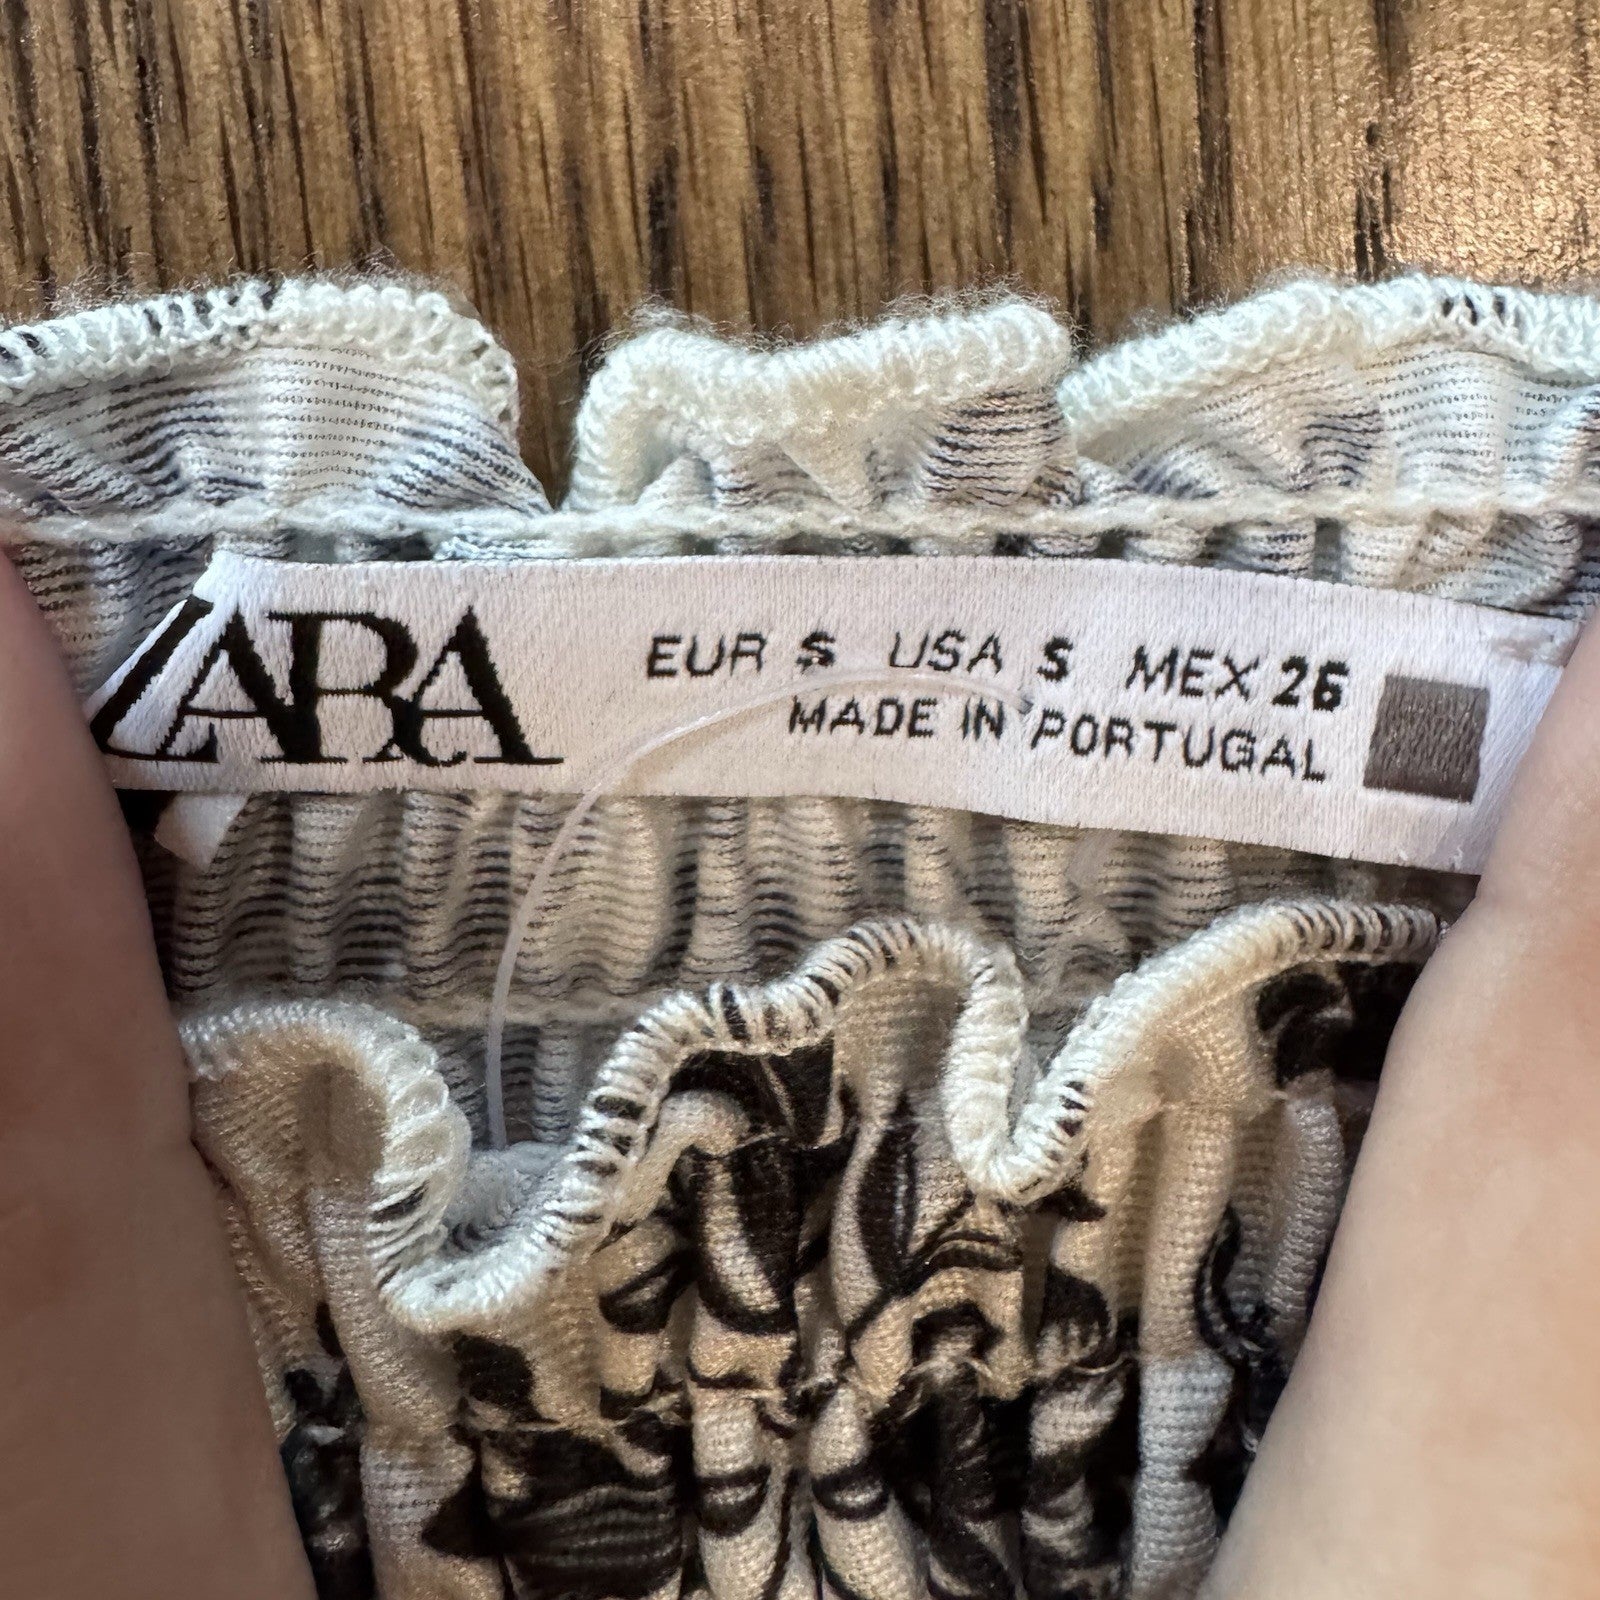 ZARA
EUR S USA S MEX 26
MADE IN PORTUGAL